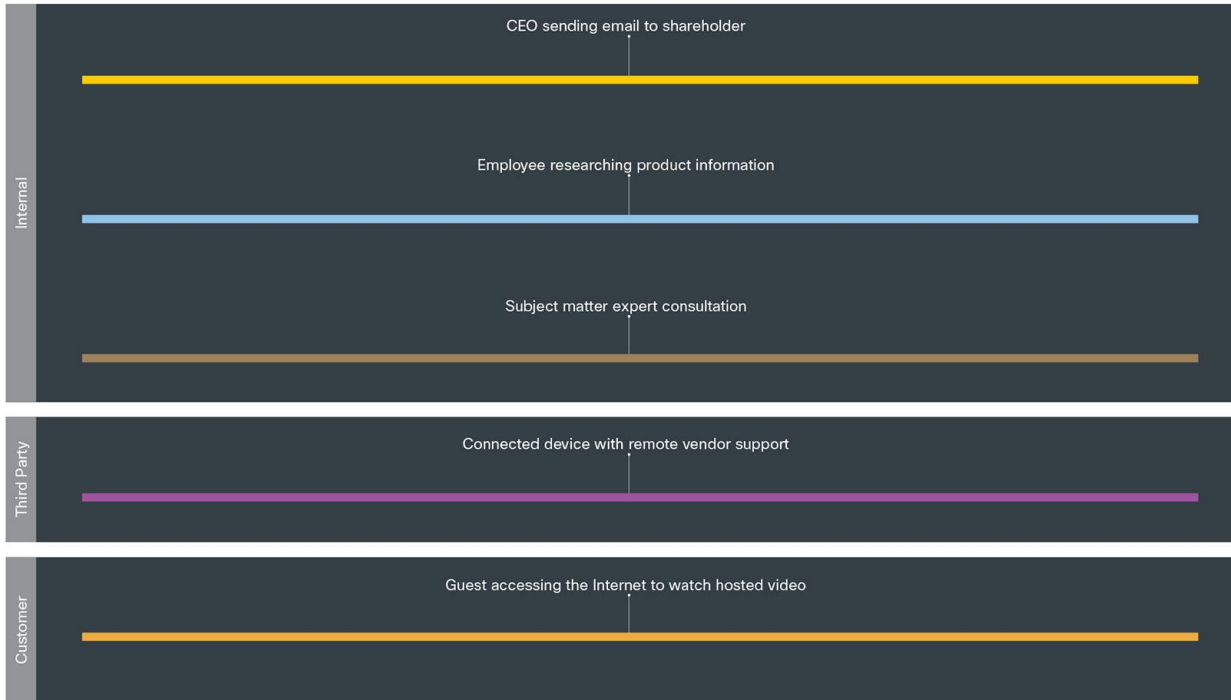 Internal
CEO sending email to shareholder
Employee researching product information
Subject matter expert consultation
Third Party
Connected device with remote vendor support
Customer
Guest accessing the Internet to watch hosted video